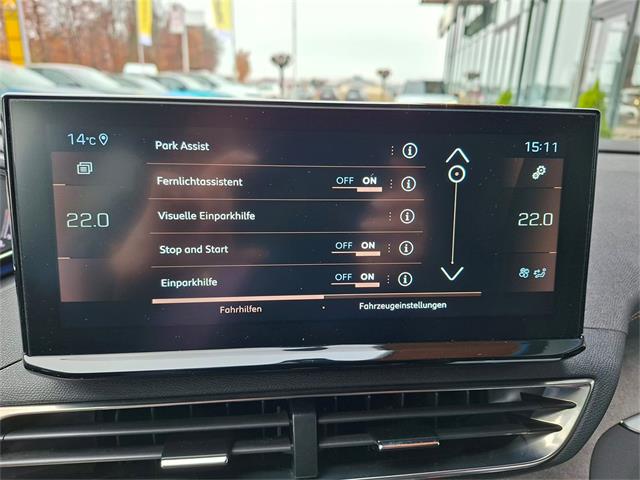 14°C
15:11
Park Assist
Fernlichtassistent OFF ON
22.0
Visuelle Einparkhilfe
22.0
Stop and Start OFF ON
Einparkhilfe OFF ON
Fahrhilfen
Fahrzeugeinstellungen